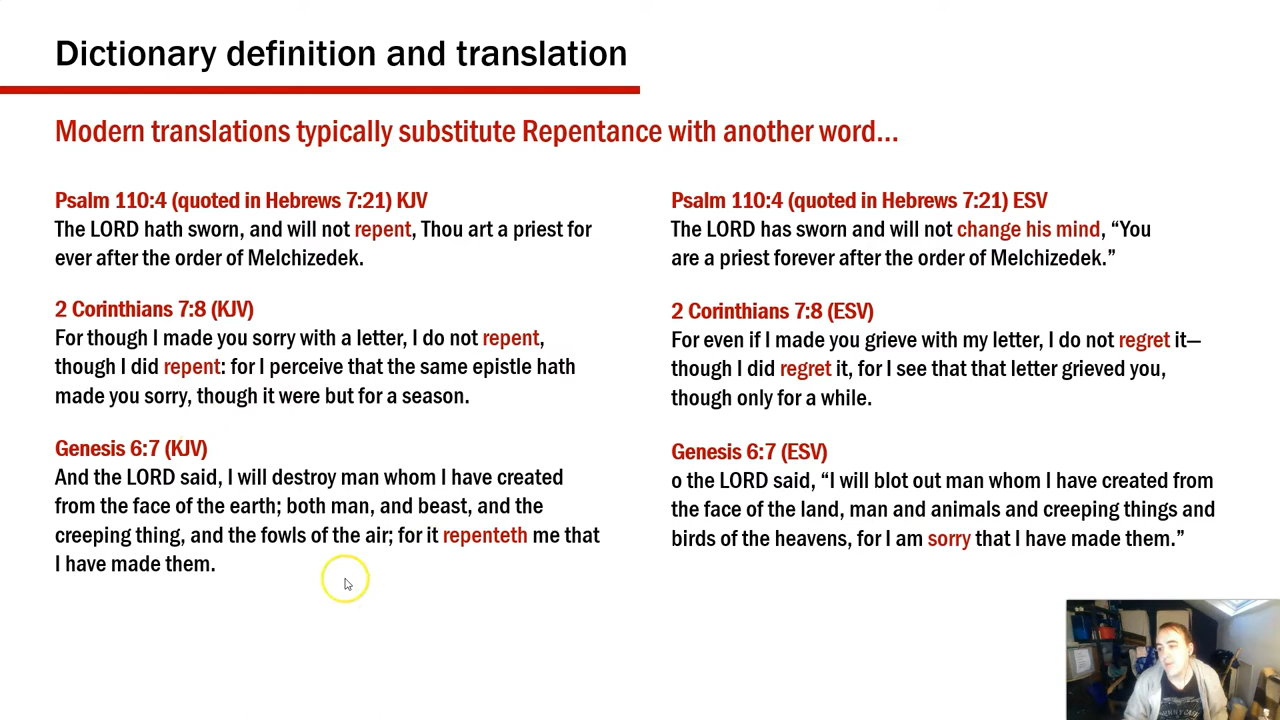 Dictionary definition and translation
Modern translations typically substitute Repentance with another word...
Psalm 110:4 (quoted in Hebrews 7:21) KJV
The LORD hath sworn, and will not repent, Thou art a priest for
ever after the order of Melchizedek.
2 Corinthians 7:8 (KJV)
For though I made you sorry with a letter, I do not repent,
though I did repent: for I perceive that the same epistle hath
made you sorry, though it were but for a season.
Genesis 6:7 (KJV)
And the LORD said, I will destroy man whom I have created
from the face of the earth; both man, and beast, and the
creeping thing, and the fowls of the air; for it repenteth me that
I have made them.
Psalm 110:4 (quoted in Hebrews 7:21) ESV
The LORD has sworn and will not change his mind, “You
are a priest forever after the order of Melchizedek.”
2 Corinthians 7:8 (ESV)
For even if I made you grieve with my letter, I do not regret it—
though I did regret it, for I see that that letter grieved you,
though only for a while.
Genesis 6:7 (ESV)
o the LORD said, “I will blot out man whom I have created from
the face of the land, man and animals and creeping things and
birds of the heavens, for I am sorry that I have made them.”